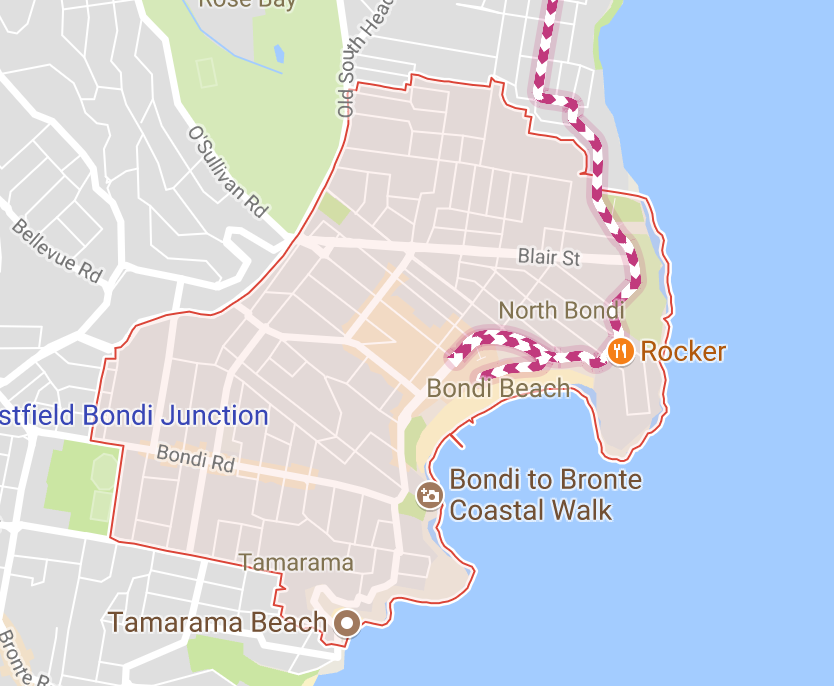 Rose Bay
Old South Head
O'Sullivan Rd
Bellevue Rd
Blair St
North Bondi
Rocker
Bondi Beach
stfield Bondi Junction
Bondi Rd
Bondi to Bronte
Coastal Walk
Tamarama
Tamarama Beach
Bronte R